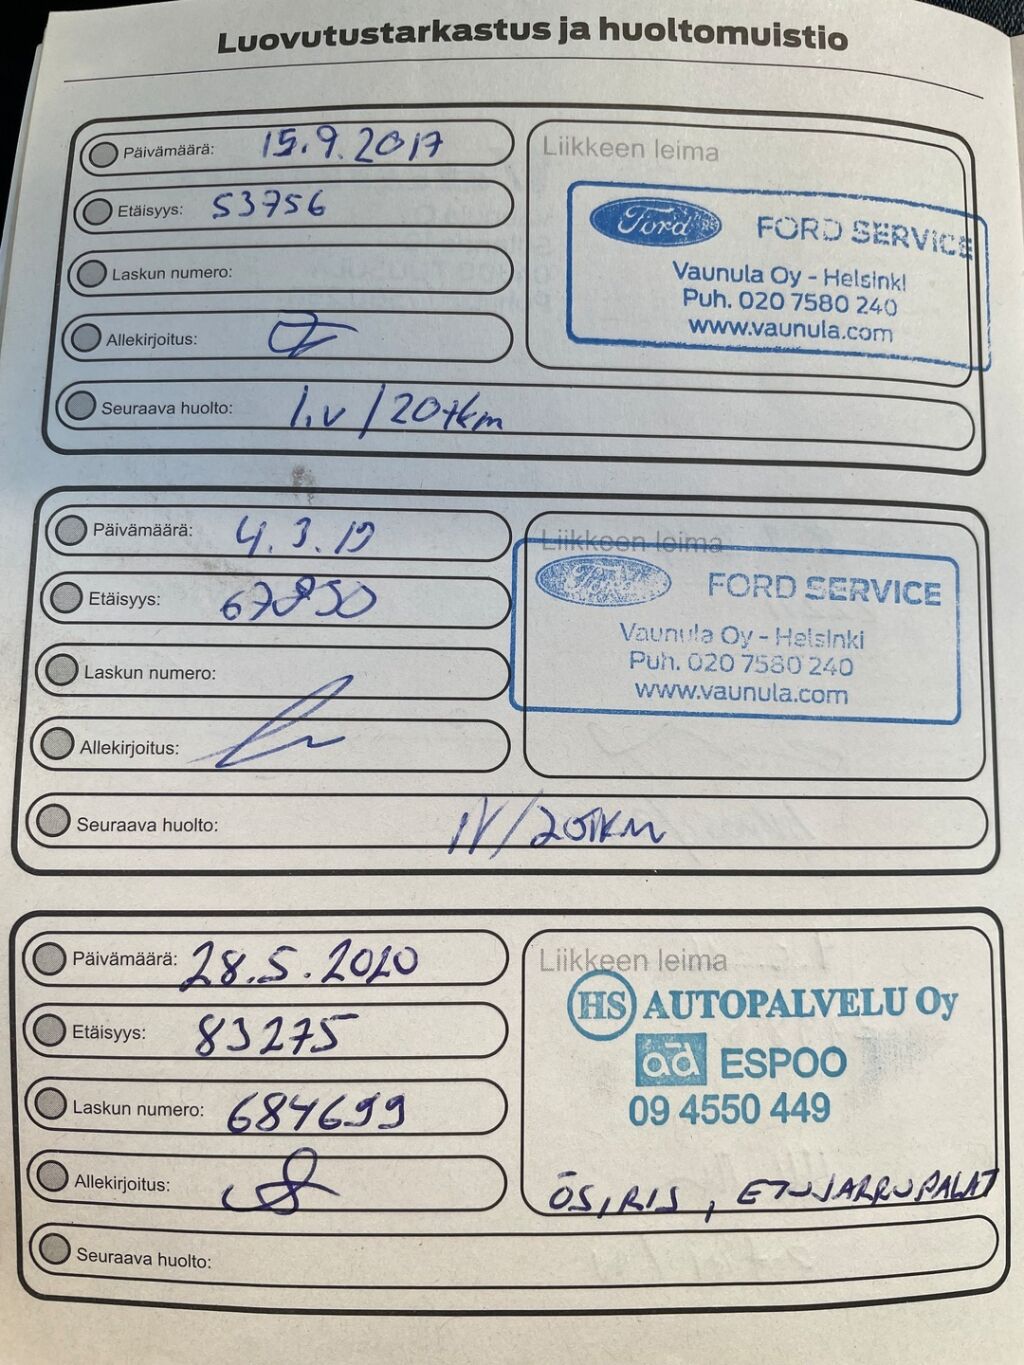 Luovutustarkastus ja huoltomuistio
Päivämäärä: 15.9.2017
Etäisyys: 53756
Laskun numero:
Allekirjoitus:
Liikkeen leima
Ford FORD SERVICE
Vaunula Oy - Helsinki
Puh. 020 7580 240
www.vaunula.com
Seuraava huolto: 1.v / 20tkm
Päivämäärä: 4.3.19
Etäisyys: 67850
Laskun numero:
Allekirjoitus:
Liikkeen leima
Ford FORD SERVICE
Vaunula Oy - Helsinki
Puh. 020 7580 240
www.vaunula.com
Seuraava huolto: 1V/20TKM
Päivämäärä: 28.5.2020
Etäisyys: 83275
Laskun numero: 684699
Allekirjoitus:
Liikkeen leima
HS AUTOPALVELU Oy
ad ESPOO
09 4550 449
ÖS, RIS, ETUJARRUPALAT
Seuraava huolto: